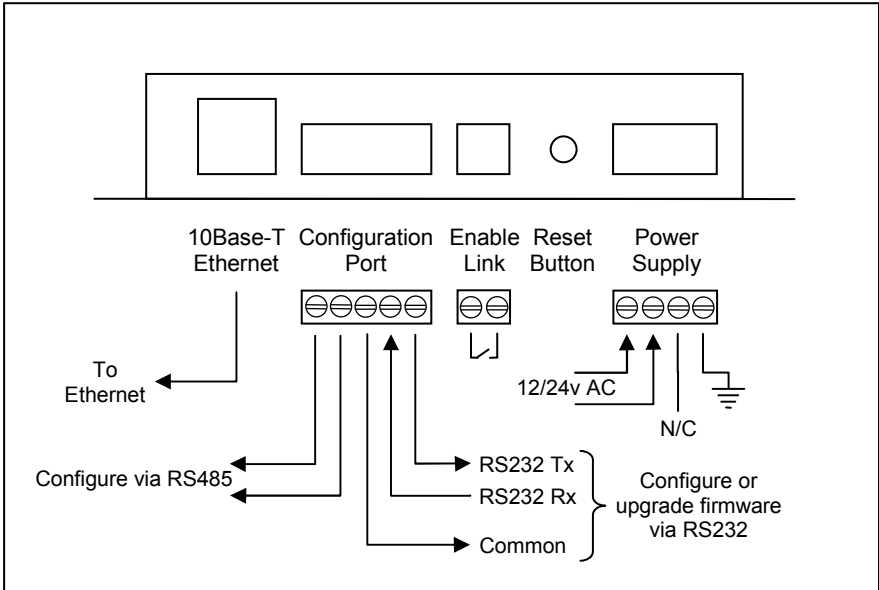 10Base-T
Ethernet
Configuration
Port
Enable
Link
Reset
Button
Power
Supply
To
Ethernet
12/24v AC
N/C
Configure via RS485
RS232 Tx
RS232 Rx
Common
Configure or
upgrade firmware
via RS232